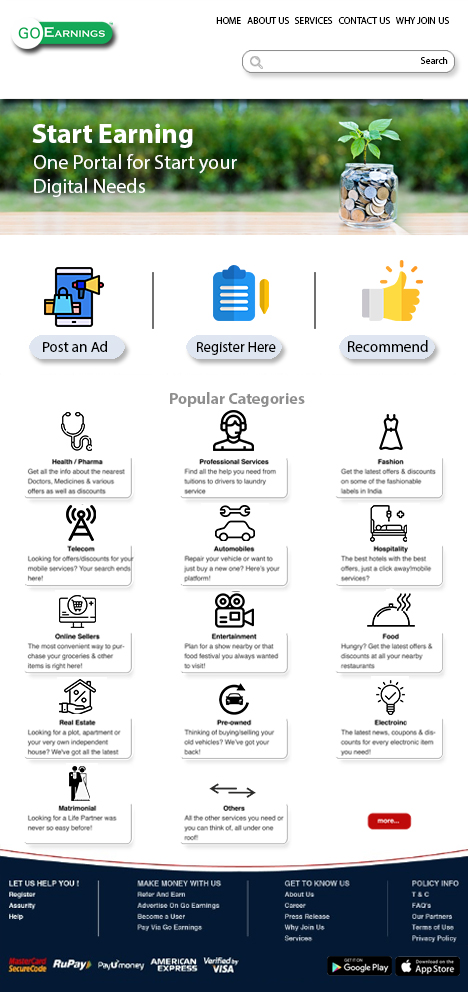 GO EARNINGS
HOME ABOUT US SERVICES CONTACT US WHY JOIN US
Search
Start Earning
One Portal for Start your
Digital Needs
Post an Ad
Register Here
Recommend
Popular Categories
Health / Pharma
Get all the info about the nearest
Doctors, Medicines & various
offers as well as discounts
Professional Services
Find all the help you need from
tuitions to drivers to laundry
service
Fashion
Get the latest offers & discounts
on some of the fashionable
labels in India
Telecom
Looking for offers/discounts for your
mobile services? Your search ends
here!
Automobiles
Repair your vehicle or want to
just buy a new one? Here's your
platform!
Hospitality
The best hotels with the best
offers, just a click away!mobile
services?
Online Sellers
The most convenient way to pur-
chase your groceries & other
items is right here!
Entertainment
Plan for a show nearby or that
food festival you always wanted
to visit!
Food
Hungry? Get the latest offers &
discounts at all your nearby
restaurants
Real Estate
Looking for a plot, apartment or
your very own independent
house? We've got all the latest
Pre-owned
Thinking of buying/selling your
old vehicles? We've got your
back!
Electroinc
The latest news, coupons & dis-
counts for every electronic item
you need!
Matrimonial
Looking for a Life Partner was
never so easy before!
Others
All the other services you need or
you can think of, all under one
roof!
more...
LET US HELP YOU !
Register
Assurity
Help
MAKE MONEY WITH US
Refer And Earn
Advertise On Go Earnings
Become a User
Pay Via Go Earnings
GET TO KNOW US
About Us
Career
Press Release
Why Join Us
Services
POLICY INFO
T & C
FAQ's
Our Partners
Terms of Use
Privacy Policy
MasterCard
SecureCode
RuPay
PayUmoney
AMERICAN
EXPRESS
Verified by
VISA
GET IT ON
Google Play
Download on the
App Store